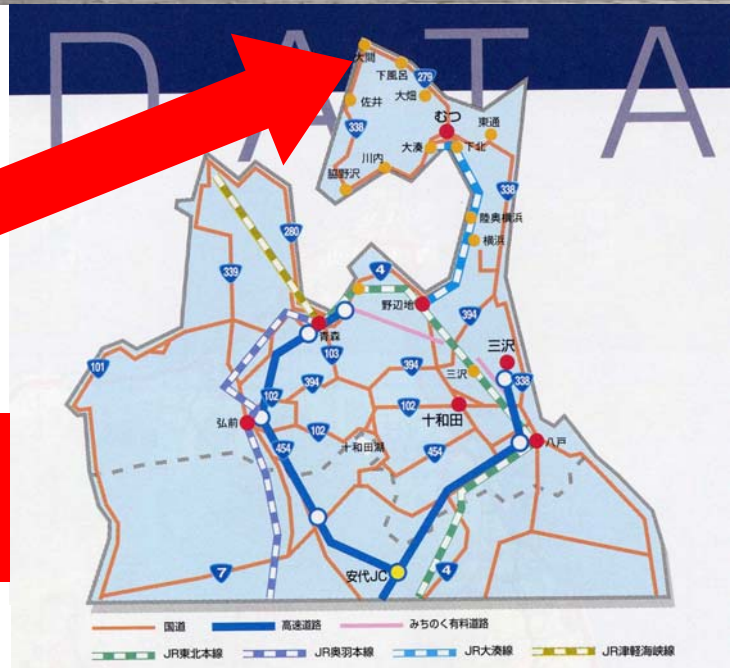 DATA
大間
下風呂
279
佐井
大畑
338
むつ
東通
大湊
下北
川内
脇野沢
338
陸奥横浜
横浜
280
339
4
野辺地
394
青森
103
三沢
101
394
394
三沢
338
102
102
十和田
弘前
102
454
十和田湖
454
八戸
7
安代JC
4
国道
高速道路
みちのく有料道路
JR東北本線
JR奥羽本線
JR大湊線
JR津軽海峡線